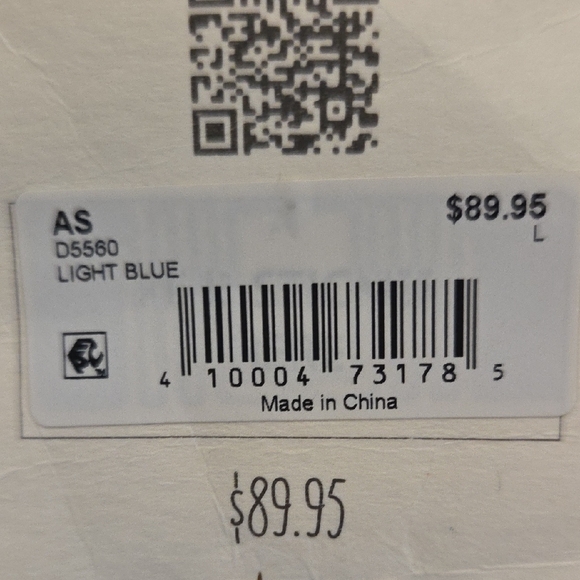 AS
$89.95
D5560
L
LIGHT BLUE
4 10004 73178 5
Made in China
$89.95